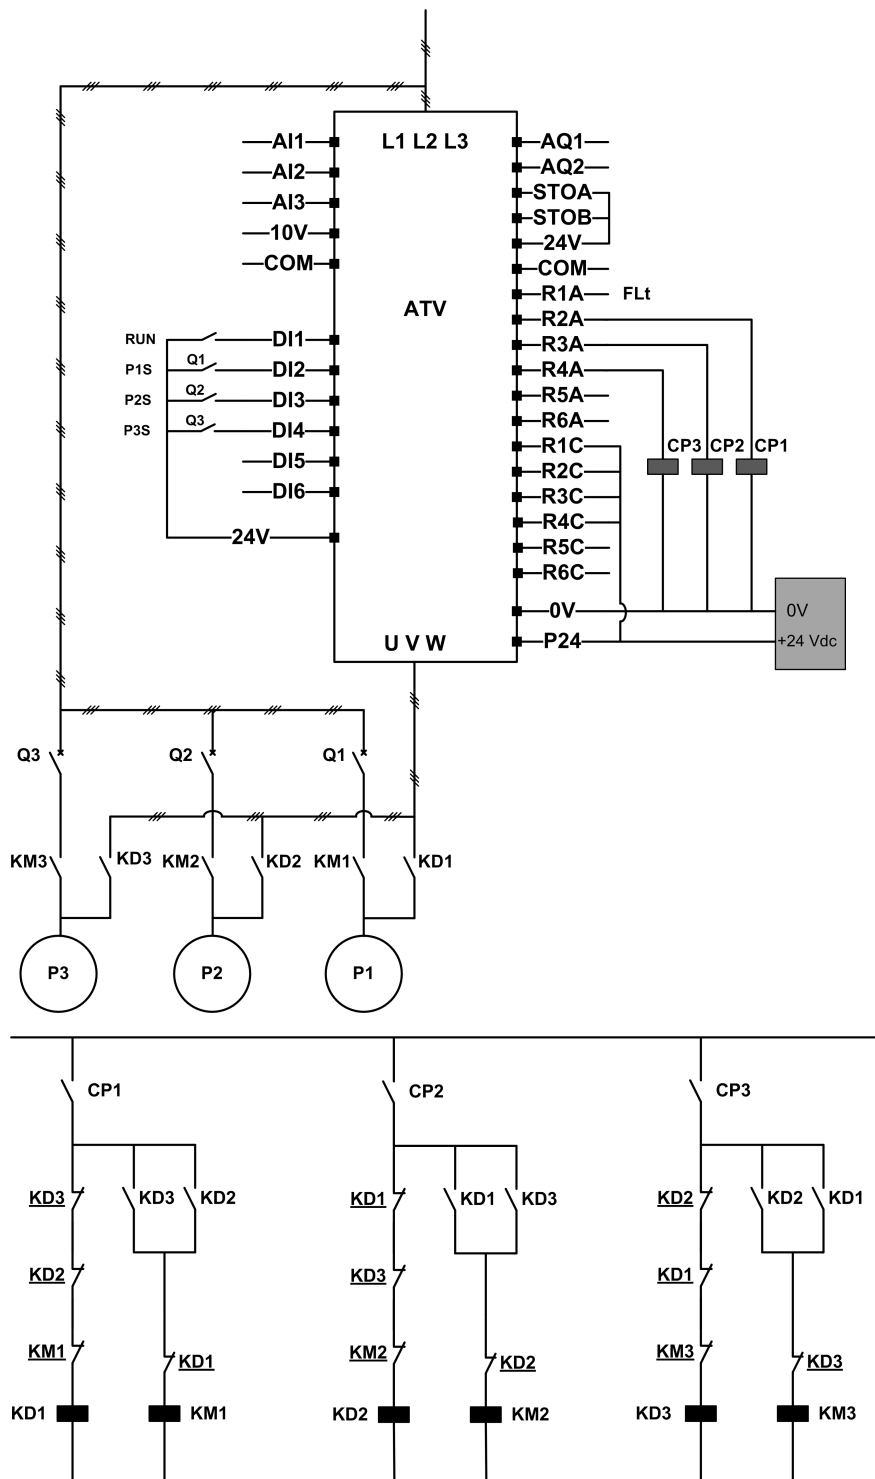 L1 L2 L3
AI1
AQ1
AI2
AQ2
AI3
STOA
STOB
10V
24V
COM
COM
R1A
FLt
ATV
R2A
RUN
DI1
R3A
P1S
Q1
DI2
R4A
P2S
Q2
DI3
R5A
P3S
Q3
DI4
R6A
R1C
CP3
CP2
CP1
DI5
R2C
DI6
R3C
R4C
24V
R5C
R6C
0V
0V
U V W
P24
+24 Vdc
Q3
Q2
Q1
KM3
KD3
KM2
KD2
KM1
KD1
P3
P2
P1
CP1
CP2
CP3
KD3
KD3
KD2
KD1
KD1
KD3
KD2
KD2
KD1
KD2
KD3
KD1
KM1
KD1
KM2
KD2
KM3
KD3
KD1
KM1
KD2
KM2
KD3
KM3